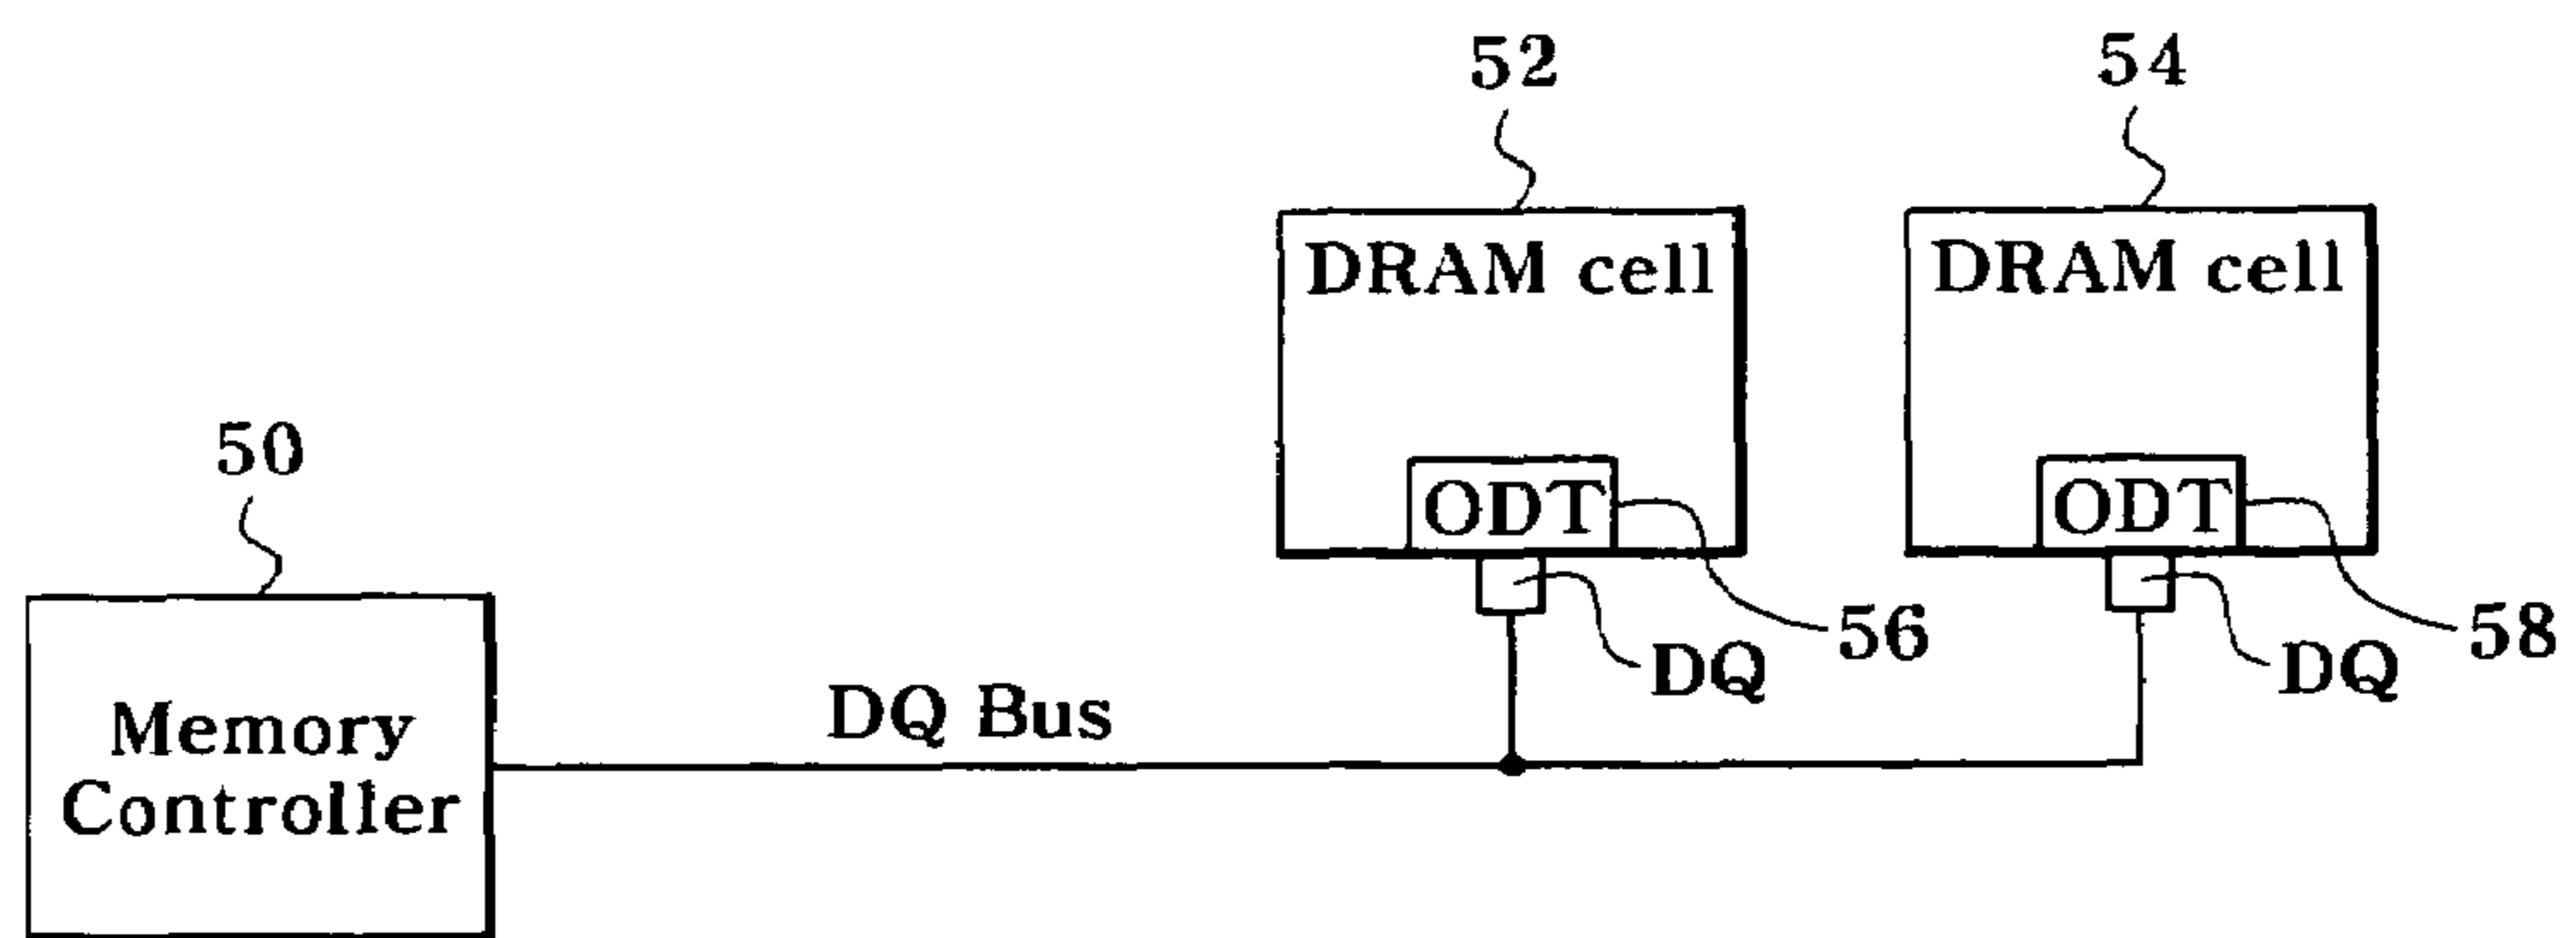 52
54
DRAM cell
DRAM cell
50
ODT
ODT
56
58
DQ
DQ
DQ Bus
Memory
Controller